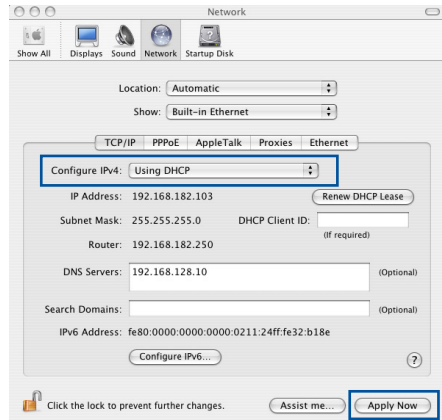 Network
Show All Displays Sound Network Startup Disk
Location: Automatic
Show: Built-in Ethernet
TCP/IP PPPoE AppleTalk Proxies Ethernet
Configure IPv4: Using DHCP
IP Address: 192.168.182.103 Renew DHCP Lease
Subnet Mask: 255.255.255.0 DHCP Client ID:
(If required)
Router: 192.168.182.250
DNS Servers: 192.168.128.10 (Optional)
Search Domains: (Optional)
IPv6 Address: fe80:0000:0000:0000:0211:24ff:fe32:b18e
Configure IPv6... ?
Click the lock to prevent further changes. Assist me... Apply Now